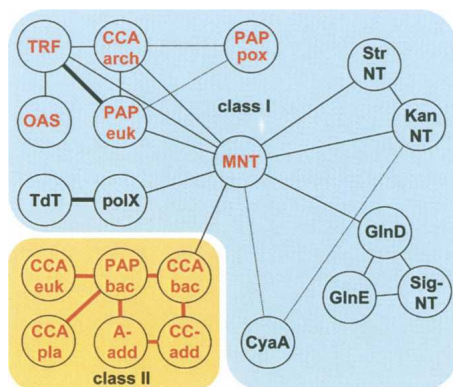 TRF
CCA
arch
PAP
pox
OAS
PAP
euk
class I
Str
NT
Kan
NT
MNT
TdT
polX
GlnD
GlnE
Sig-
NT
CyaA
CCA
euk
PAP
bac
CCA
bac
CCA
pla
A-
add
CC-
add
class II